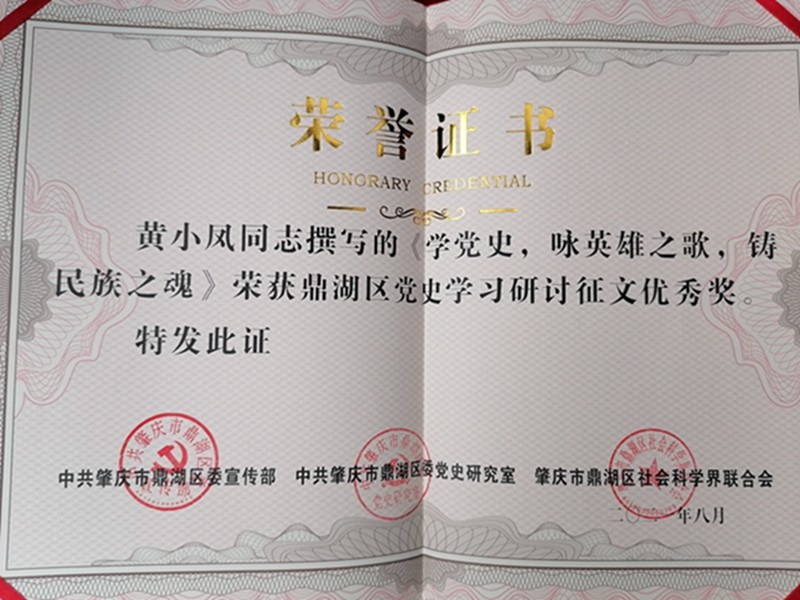 荣誉证书
HONORARY CREDENTIAL
黄小凤同志撰写的《学党史，咏英雄之歌，铸
民族之魂》荣获鼎湖区党史学习研讨征文优秀奖。
特发此证
中共肇庆市鼎湖区委宣传部 中共肇庆市鼎湖区委党史研究室 肇庆市鼎湖区社会科学界联合会
年八月